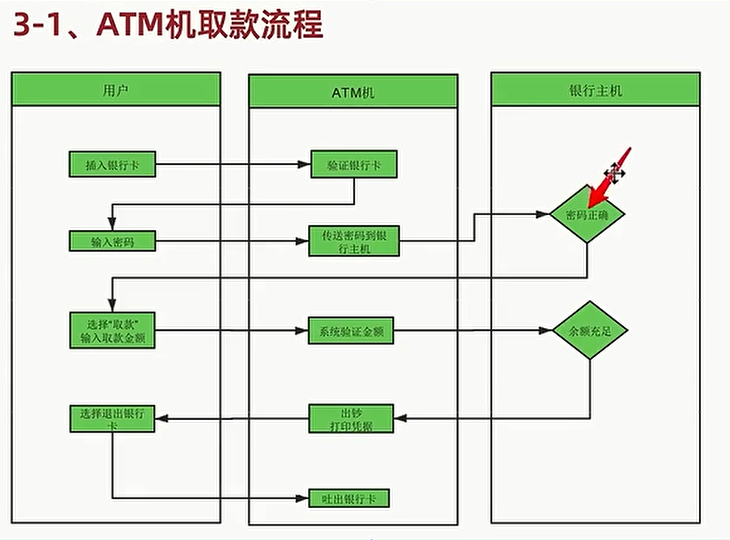 3-1、ATM机取款流程
用户
ATM机
银行主机
插入银行卡
验证银行卡
输入密码
传送密码到银
行主机
密码正确
选择“取款”
输入取款金额
系统验证金额
余额充足
选择退出银行
卡
出钞
打印凭据
吐出银行卡